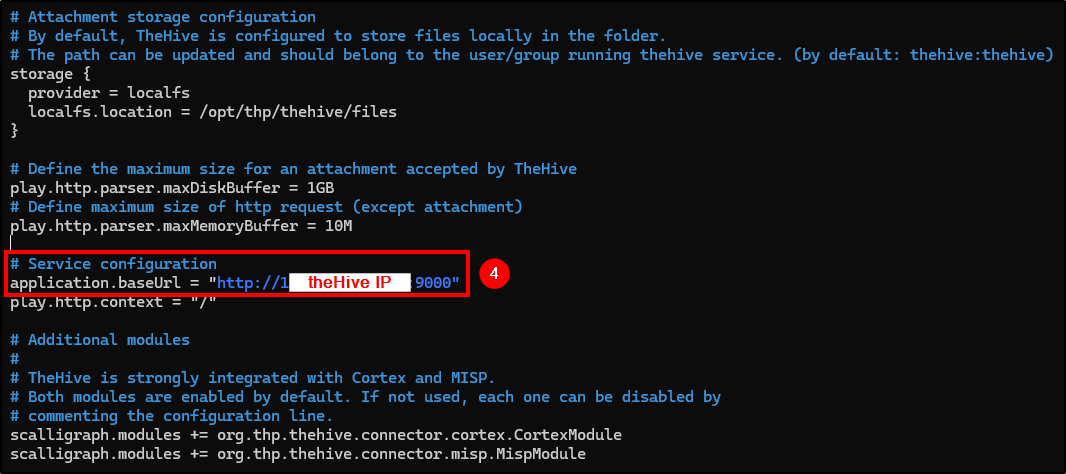 # Attachment storage configuration
# By default, TheHive is configured to store files locally in the folder.
# The path can be updated and should belong to the user/group running thehive service. (by default: thehive:thehive)
storage {
  provider = localfs
  localfs.location = /opt/thp/thehive/files
}
# Define the maximum size for an attachment accepted by TheHive
play.http.parser.maxDiskBuffer = 1GB
# Define maximum size of http request (except attachment)
play.http.parser.maxMemoryBuffer = 10M
# Service configuration
application.baseUrl = "http://1 theHive IP :9000"
4
play.http.context = "/"
# Additional modules
#
# TheHive is strongly integrated with Cortex and MISP.
# Both modules are enabled by default. If not used, each one can be disabled by
# commenting the configuration line.
scalligraph.modules += org.thp.thehive.connector.cortex.CortexModule
scalligraph.modules += org.thp.thehive.connector.misp.MispModule